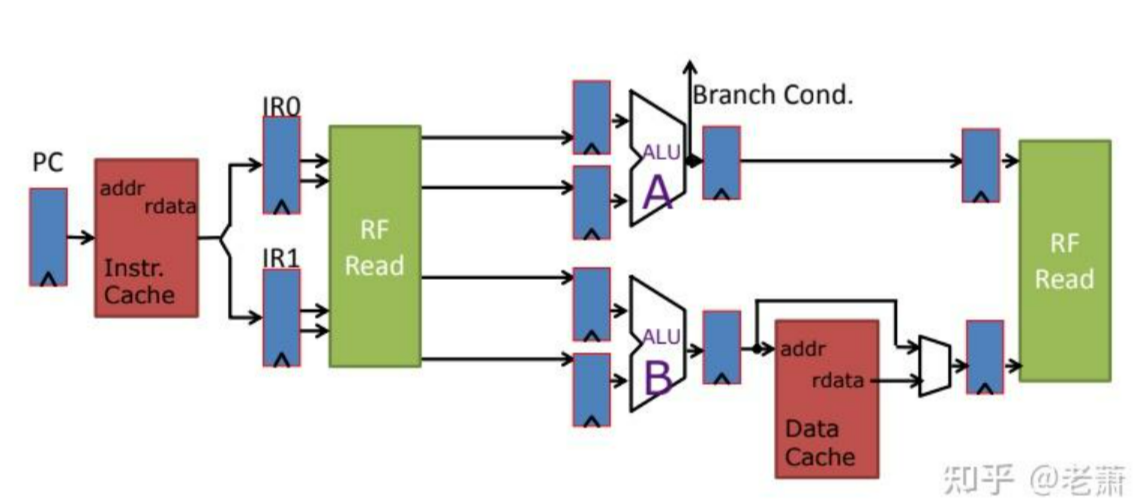 PC
addr
rdata
Instr.
Cache
IR0
IR1
RF
Read
ALU
A
Branch Cond.
ALU
B
addr
rdata
Data
Cache
RF
Read
知乎 @老萧